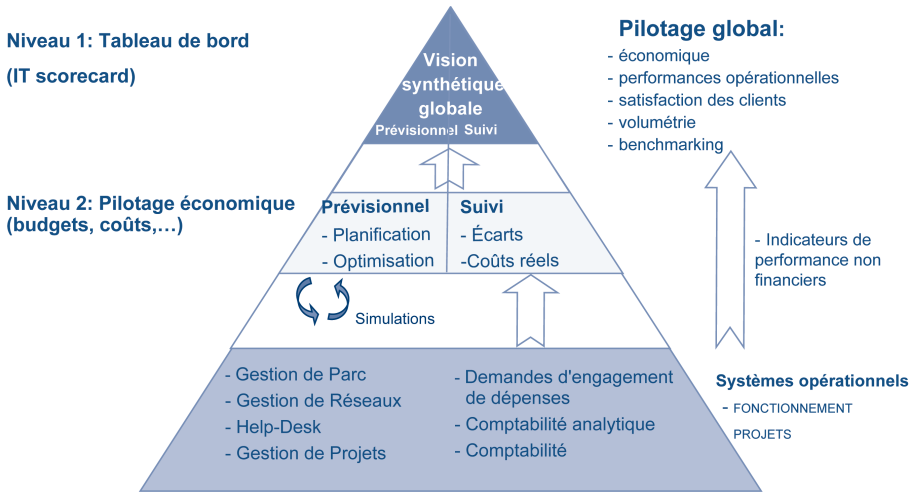 Niveau 1: Tableau de bord
(IT scorecard)
Vision
synthétique
globale
Prévisionnel Suivi
Pilotage global:
- économique
- performances opérationnelles
- satisfaction des clients
- volumétrie
- benchmarking
Niveau 2: Pilotage économique
(budgets, coûts,…)
Prévisionnel
- Planification
- Optimisation
Suivi
- Écarts
-Coûts réels
- Indicateurs de
performance non
financiers
Simulations
- Gestion de Parc
- Gestion de Réseaux
- Help-Desk
- Gestion de Projets
- Demandes d'engagement
de dépenses
- Comptabilité analytique
- Comptabilité
Systèmes opérationnels
- FONCTIONNEMENT
PROJETS